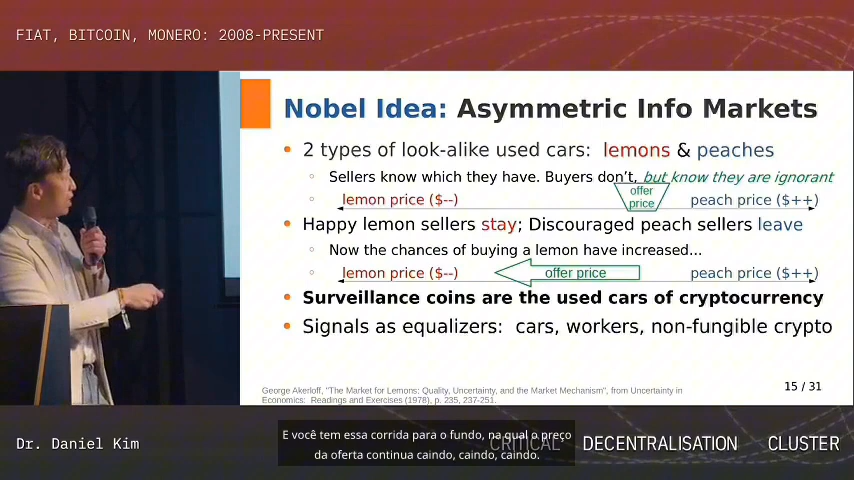 FIAT, BITCOIN, MONERO: 2008-PRESENT
Nobel Idea: Asymmetric Info Markets
2 types of look-alike used cars: lemons & peaches
Sellers know which they have. Buyers don't, but know they are ignorant
lemon price ($--) offer price peach price ($++)
Happy lemon sellers stay; Discouraged peach sellers leave
Now the chances of buying a lemon have increased...
lemon price ($--) offer price peach price ($++)
Surveillance coins are the used cars of cryptocurrency
Signals as equalizers: cars, workers, non-fungible crypto
George Akerloff, "The Market for Lemons: Quality, Uncertainty, and the Market Mechanism", from Uncertainty in
Economics: Readings and Exercises (1978), p. 235, 237-251.
15 / 31
Dr. Daniel Kim
CRITICAL DECENTRALISATION CLUSTER
E você tem essa corrida para o fundo, na qual o preço
da oferta continua caindo, caindo, caindo.